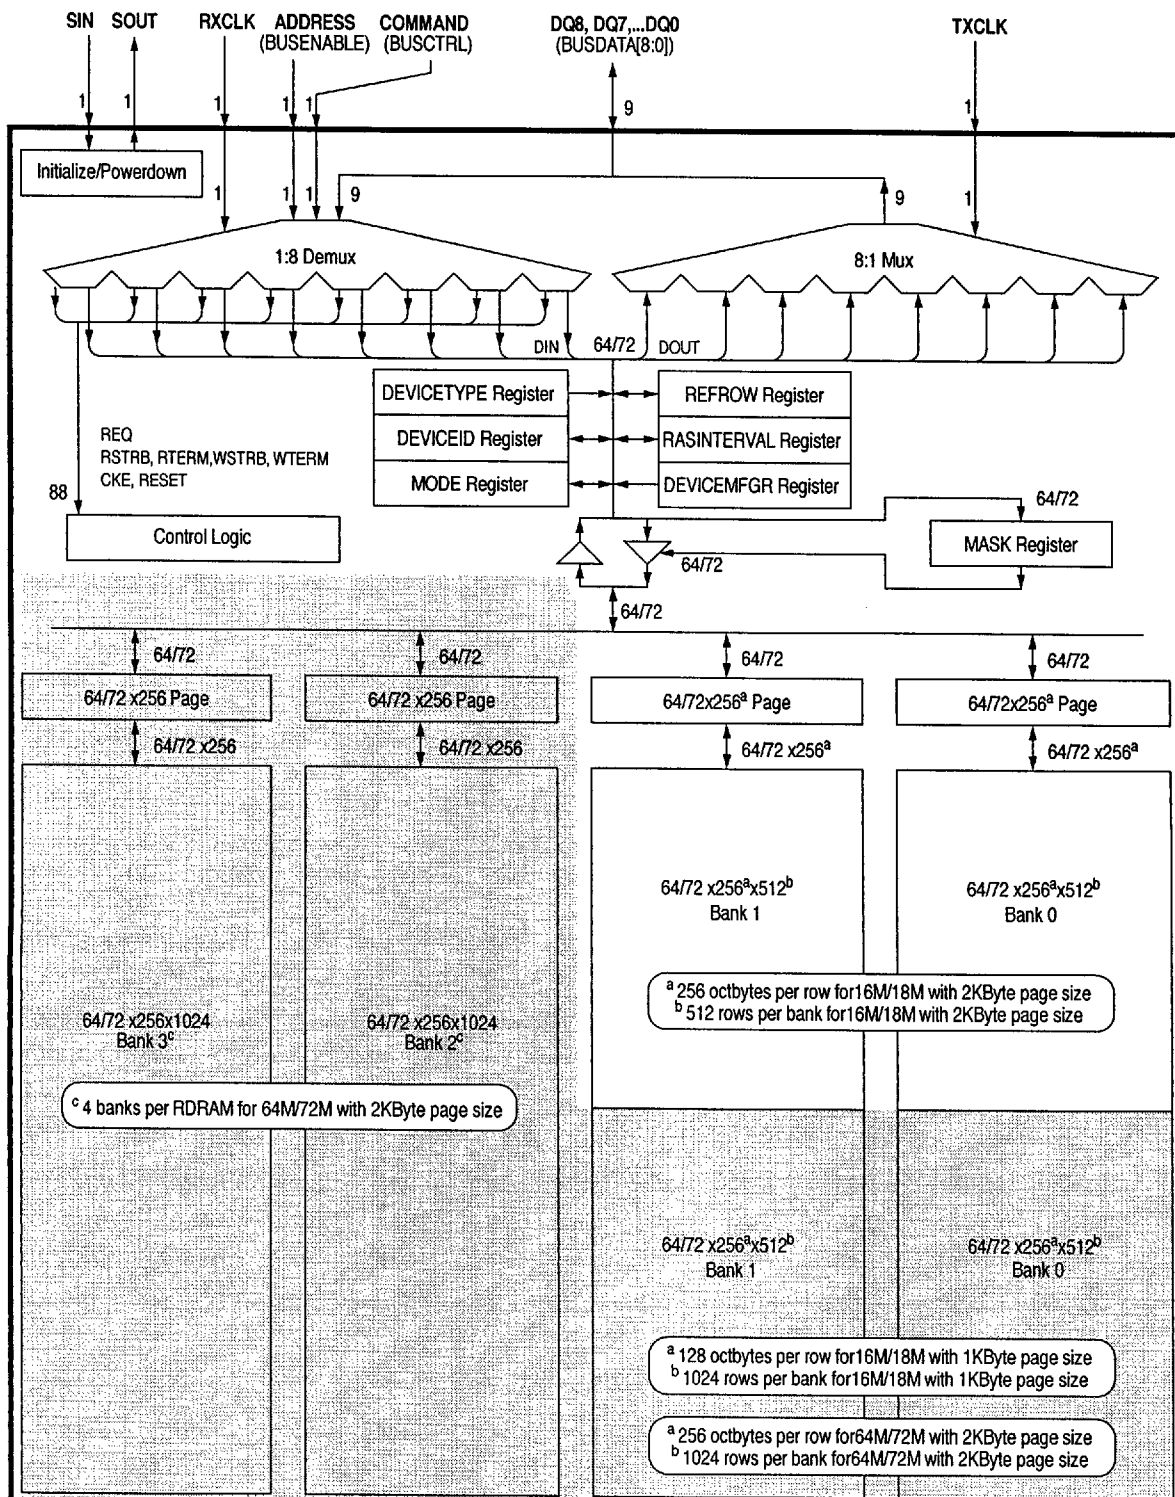 SIN SOUT RXCLK ADDRESS COMMAND DQ8, DQ7,...DQ0 TXCLK
(BUSENABLE) (BUSCTRL) (BUSDATA[8:0])
1 1 1 1 1 9 1
Initialize/Powerdown
1 1 1 9 9 1
1:8 Demux 8:1 Mux
DIN 64/72 DOUT
DEVICETYPE Register REFROW Register
DEVICEID Register RASINTERVAL Register
MODE Register DEVICEMFGR Register
REQ
RSTRB, RTERM,WSTRB, WTERM
CKE, RESET
88
Control Logic
64/72
MASK Register
64/72
64/72
64/72 64/72 64/72 64/72
64/72 x256 Page 64/72 x256 Page 64/72x256a Page 64/72x256a Page
64/72 x256 64/72 x256 64/72 x256a 64/72 x256a
64/72 x256ax512b 64/72 x256ax512b
Bank 1 Bank 0
a 256 octbytes per row for16M/18M with 2KByte page size
b 512 rows per bank for16M/18M with 2KByte page size
64/72 x256x1024 64/72 x256x1024
Bank 3c Bank 2c
c 4 banks per RDRAM for 64M/72M with 2KByte page size
64/72 x256ax512b 64/72 x256ax512b
Bank 1 Bank 0
a 128 octbytes per row for16M/18M with 1KByte page size
b 1024 rows per bank for16M/18M with 1KByte page size
a 256 octbytes per row for64M/72M with 2KByte page size
b 1024 rows per bank for64M/72M with 2KByte page size